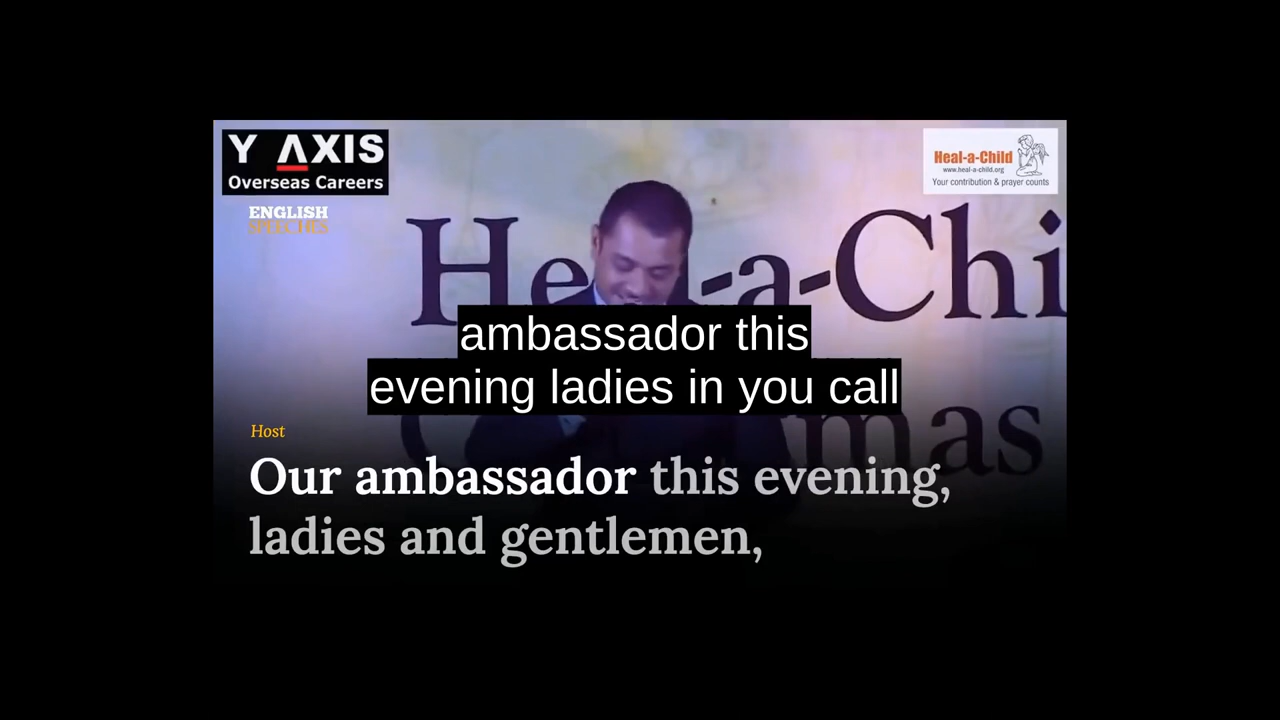 Y AXIS
Overseas Careers
Heal-a-Child
www.heal-a-child.org
Your contribution & prayer counts
ENGLISH
SPEECHES
ambassador this
evening ladies in you call
Host
Our ambassador this evening,
ladies and gentlemen,